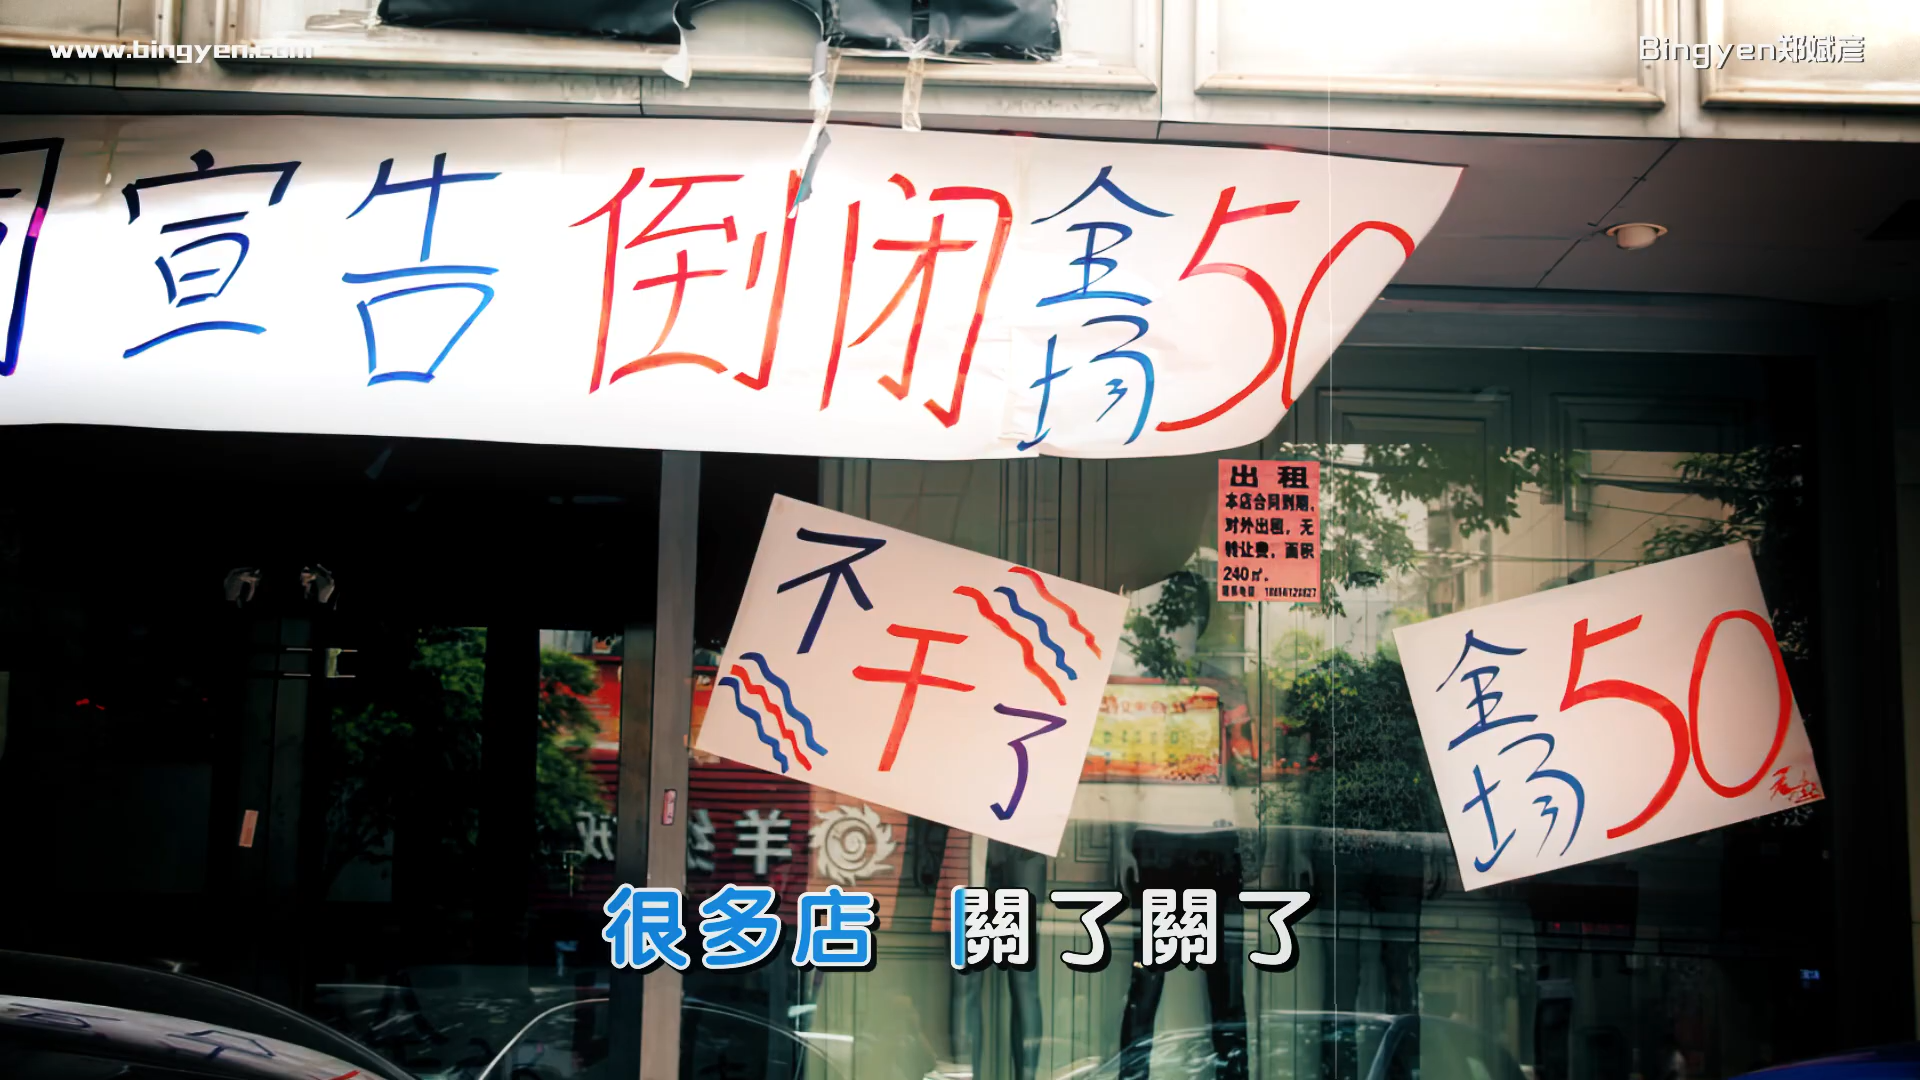 www.bingyen.com
Bingyen郑斌彦
宣告倒闭全场50
出租
本店合同到期,
对外出租,无
转让费,面积
240㎡。
不干了
全场50
羊
很多店 關了關了